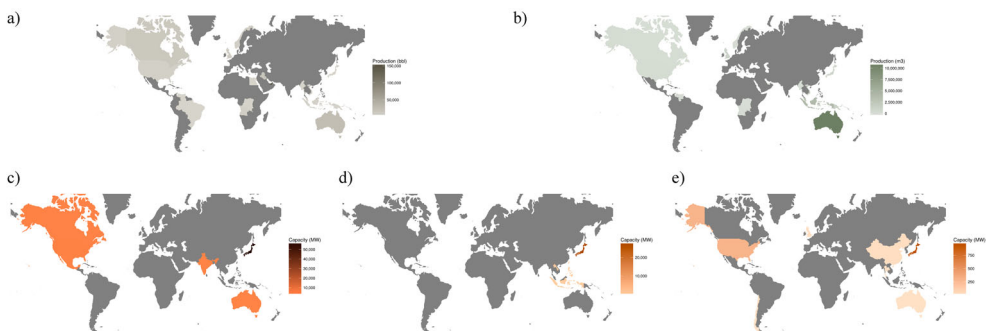 a)
Production (bbl)
150,000
100,000
50,000
b)
Production (m3)
10,000,000
7,500,000
5,000,000
2,500,000
0
c)
Capacity (MW)
50,000
40,000
30,000
20,000
10,000
d)
Capacity (MW)
20,000
10,000
e)
Capacity (MW)
750
500
250